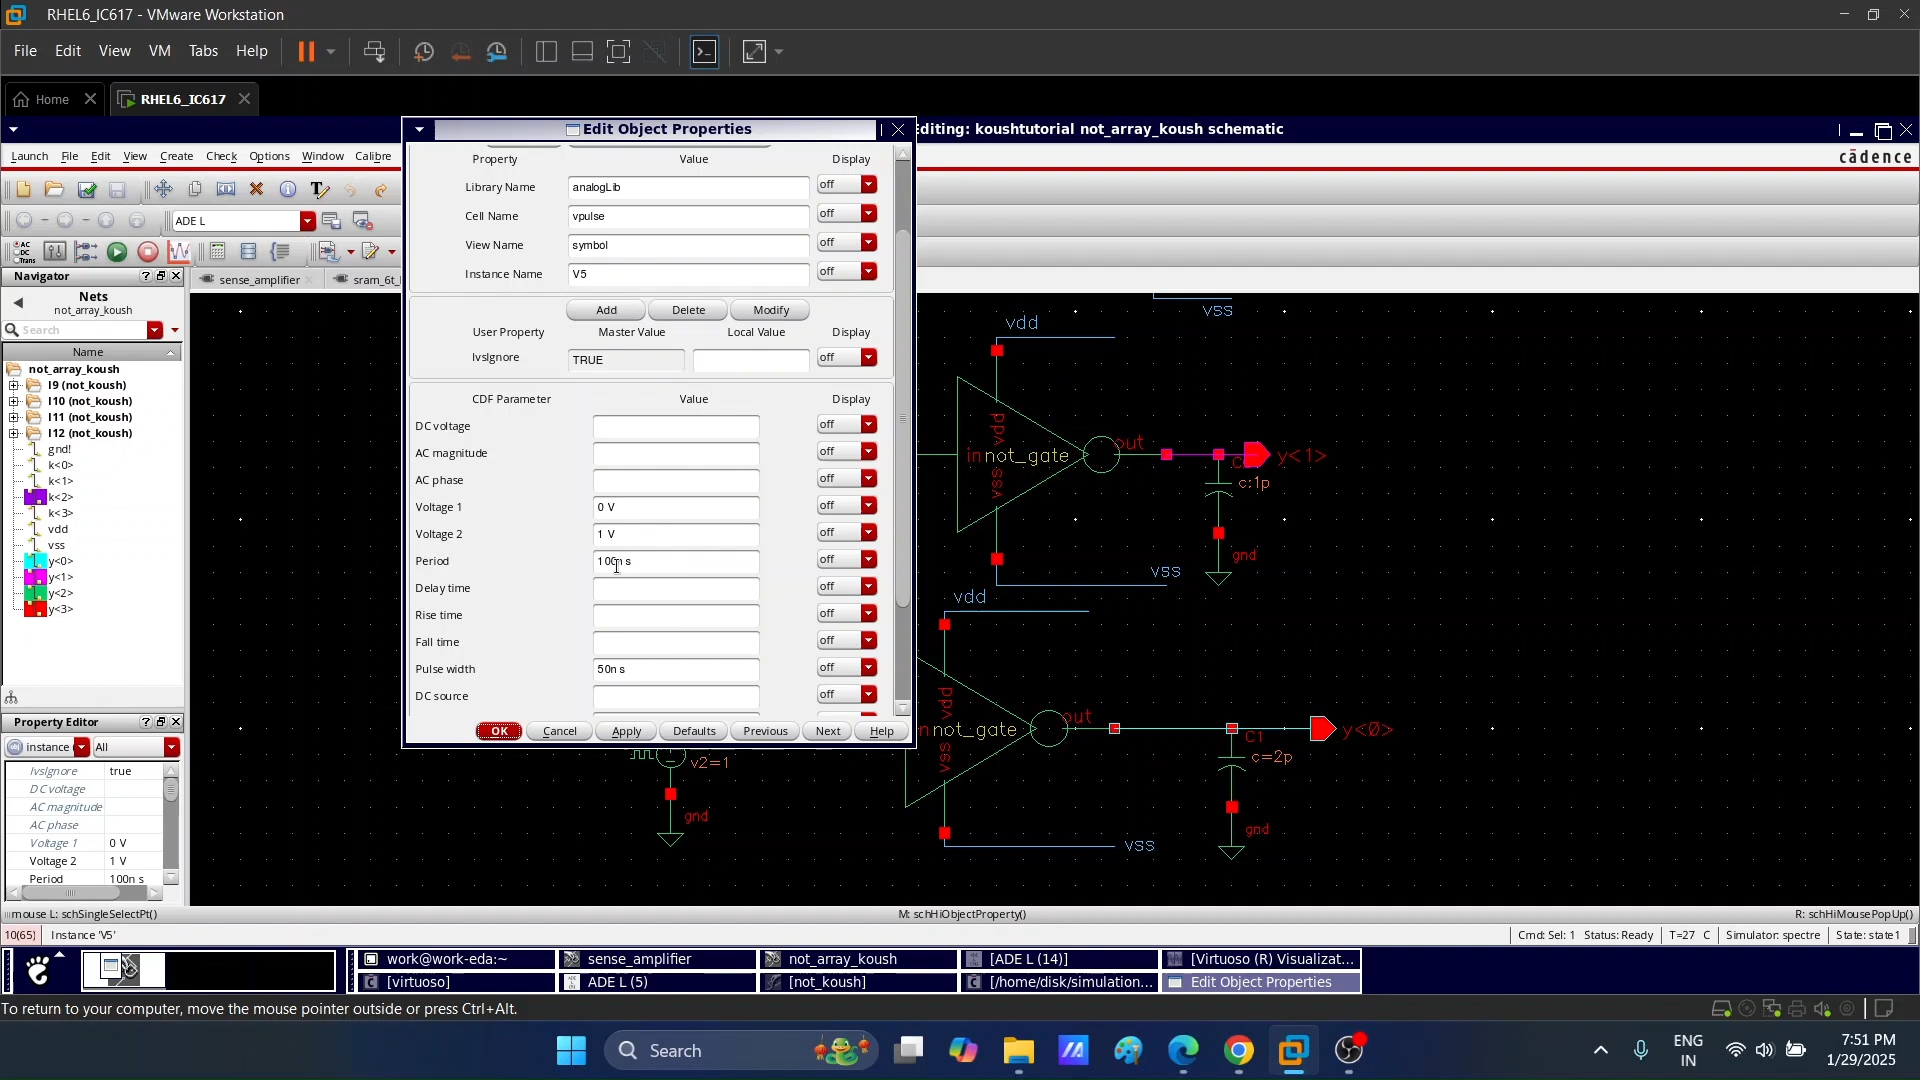 RHEL6_IC617 - VMware Workstation
File Edit View VM Tabs Help
Home RHEL6_IC617
Edit Object Properties
Editing: koushtutorial not_array_koush schematic
Launch File Edit View Create Check Options Window Calibre
cādence
ADE L
AC
DC
Trans
Navigator
sense_amplifier
Nets
not_array_koush
Search
Name
not_array_koush
I9 (not_koush)
I10 (not_koush)
I11 (not_koush)
I12 (not_koush)
gnd!
k<0>
k<1>
k<2>
k<3>
vdd
vss
y<0>
y<1>
y<2>
y<3>
Property Editor
instance All
lvsIgnore true
DC voltage
AC magnitude
AC phase
Voltage 1 0 V
Voltage 2 1 V
Period 100n s
Property Value Display
Library Name analogLib off
Cell Name vpulse off
View Name symbol off
Instance Name V5 off
Add Delete Modify
User Property Master Value Local Value Display
lvsIgnore TRUE off
CDF Parameter Value Display
DC voltage off
AC magnitude off
AC phase off
Voltage 1 0 V off
Voltage 2 1 V off
Period 100n s off
Delay time off
Rise time off
Fall time off
Pulse width 50n s off
DC source off
OK Cancel Apply Defaults Previous Next Help
vss
vdd
vdd
in not_gate out y<1>
vss
c:1p
gnd
vss
vdd
vdd
not_gate out y<0>
vss
C1
c=2p
gnd
vss
v2=1
gnd
mouse L: schSingleSelectPt() M: schHiObjectProperty() R: schHiMousePopUp()
10(65) Instance 'V5' Cmd: Sel: 1 Status: Ready T=27 C Simulator: spectre State: state1
work@work-eda:~ sense_amplifier not_array_koush [ADE L (14)] [Virtuoso (R) Visualizat...
[virtuoso] ADE L (5) [not_koush] [/home/disk/simulation... Edit Object Properties
To return to your computer, move the mouse pointer outside or press Ctrl+Alt.
Search
ENG
IN
7:51 PM
1/29/2025